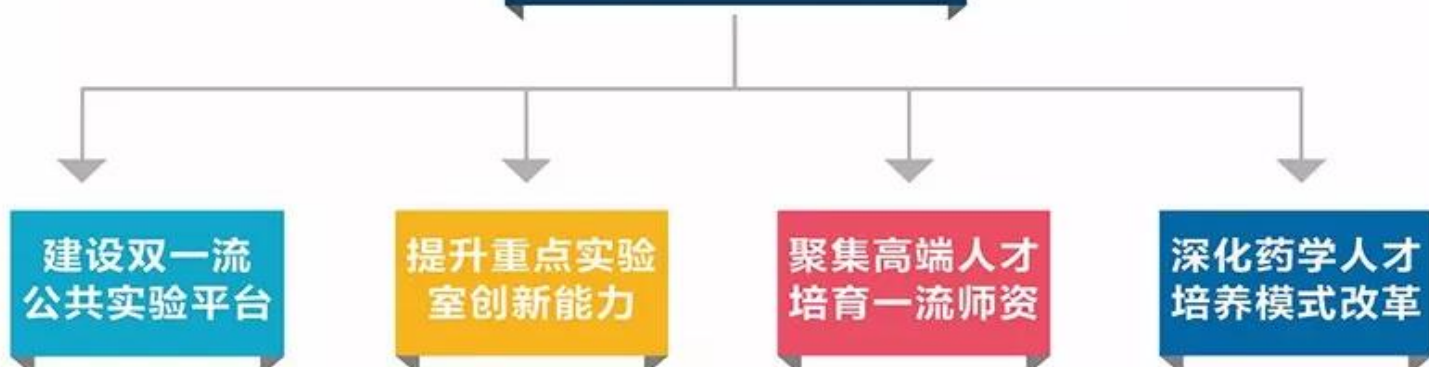 建设双一流
公共实验平台
提升重点实验
室创新能力
聚集高端人才
培育一流师资
深化药学人才
培养模式改革